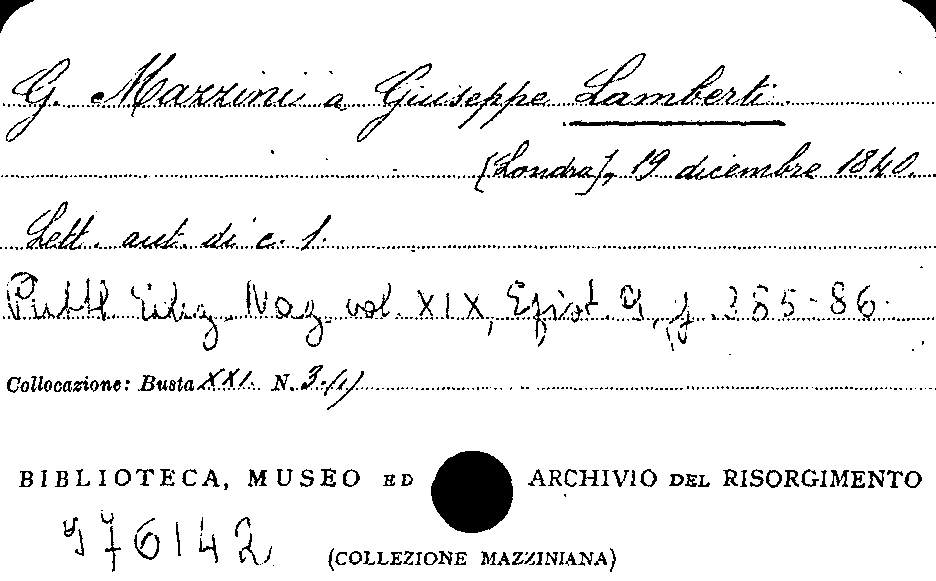 G. Mazzini a Giuseppe Lamberti.
[Londra], 19 dicembre 1840.
Lett. aut. di c. 1.
Pubbl. Ediz. Naz. vol. XIX, Epist. 9, p. 385-86.
Collocazione: Busta XXI. N. 3.(1)
BIBLIOTECA, MUSEO ED ARCHIVIO DEL RISORGIMENTO
976142
(COLLEZIONE MAZZINIANA)